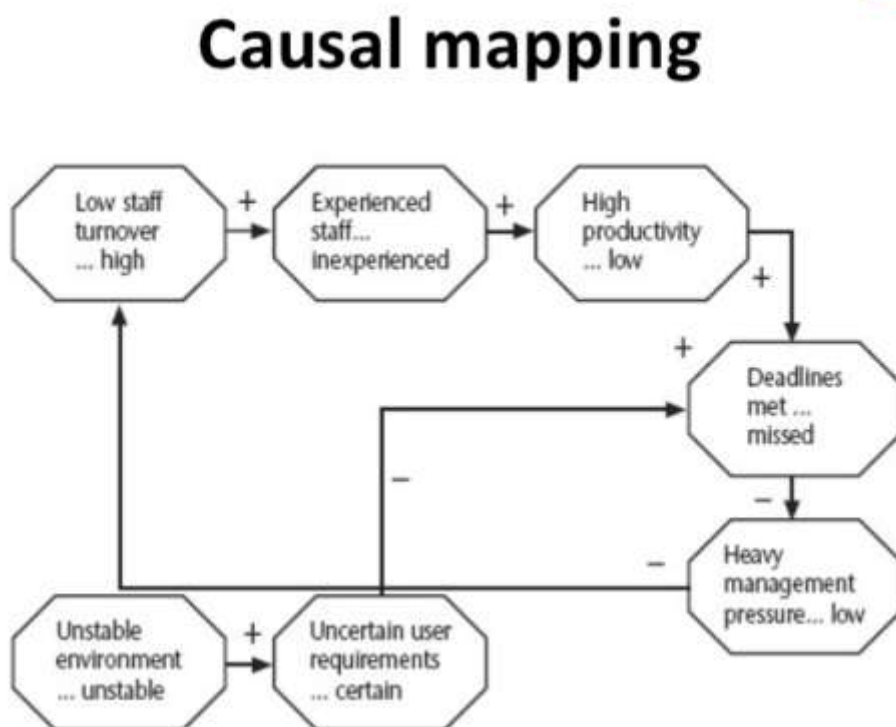 Causal mapping
Low staff
turnover
... high
+
Experienced
staff...
inexperienced
+
High
productivity
... low
+
+
Deadlines
met ...
missed
−
−
Heavy
management
pressure... low
−
Unstable
environment
... unstable
+
Uncertain user
requirements
... certain